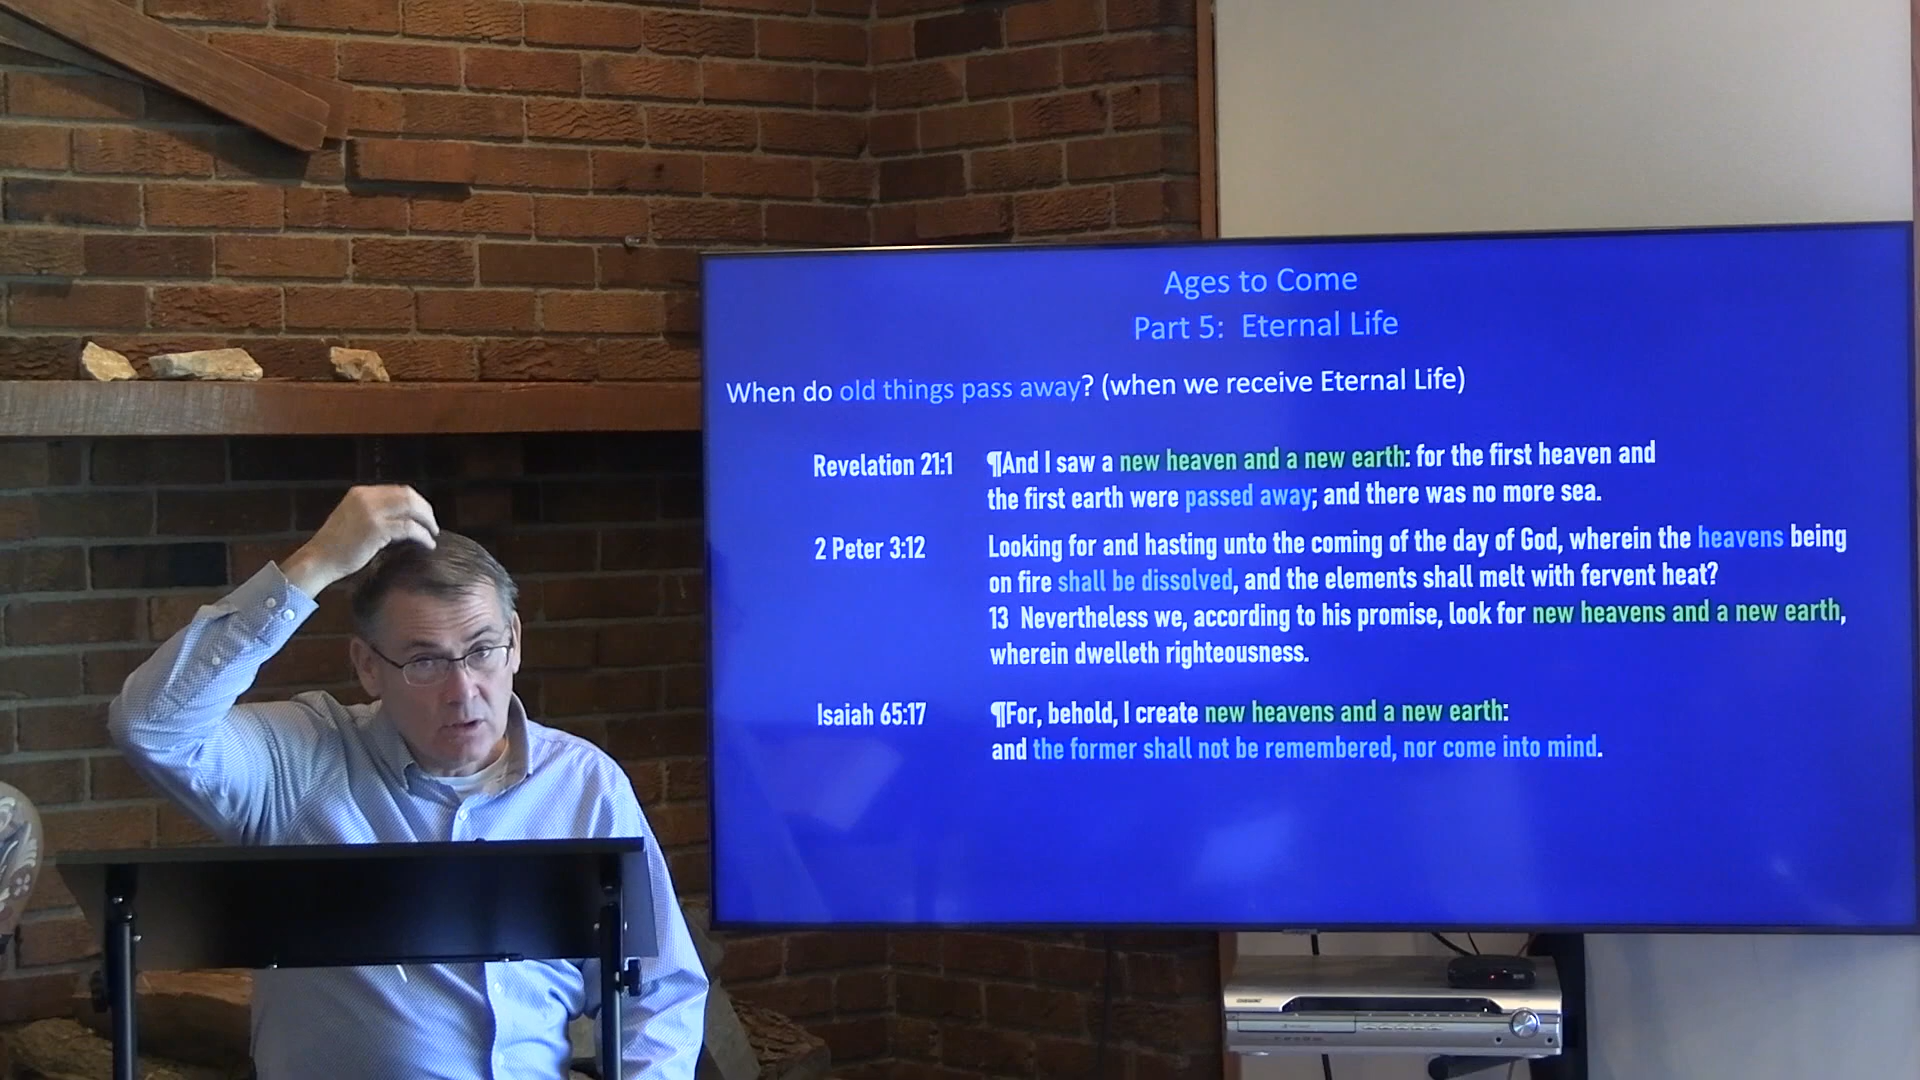 Ages to Come
Part 5: Eternal Life
When do old things pass away? (when we receive Eternal Life)
Revelation 21:1 ¶And I saw a new heaven and a new earth: for the first heaven and
the first earth were passed away; and there was no more sea.
2 Peter 3:12 Looking for and hasting unto the coming of the day of God, wherein the heavens being
on fire shall be dissolved, and the elements shall melt with fervent heat?
13 Nevertheless we, according to his promise, look for new heavens and a new earth,
wherein dwelleth righteousness.
Isaiah 65:17 ¶For, behold, I create new heavens and a new earth:
and the former shall not be remembered, nor come into mind.